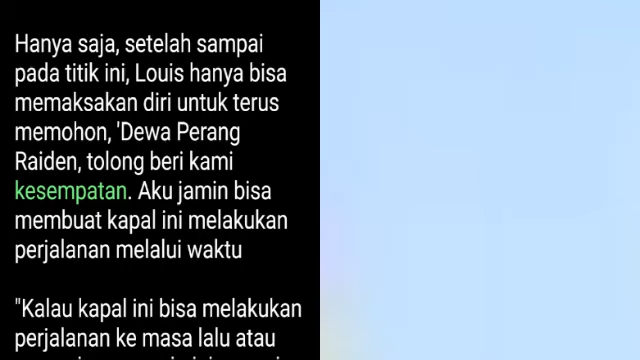 Hanya saja, setelah sampai
pada titik ini, Louis hanya bisa
memaksakan diri untuk terus
memohon, 'Dewa Perang
Raiden, tolong beri kami
kesempatan. Aku jamin bisa
membuat kapal ini melakukan
perjalanan melalui waktu
"Kalau kapal ini bisa melakukan
perjalanan ke masa lalu atau